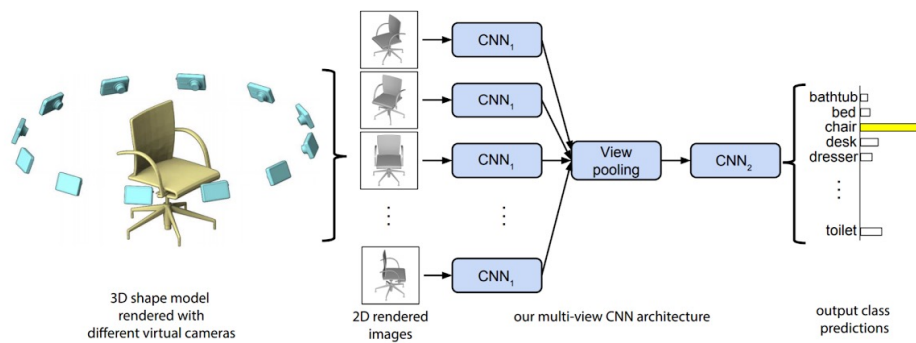 CNN₁
CNN₁
CNN₁
CNN₁
View
pooling
CNN₂
bathtub
bed
chair
desk
dresser
toilet
3D shape model
rendered with
different virtual cameras
2D rendered
images
our multi-view CNN architecture
output class
predictions